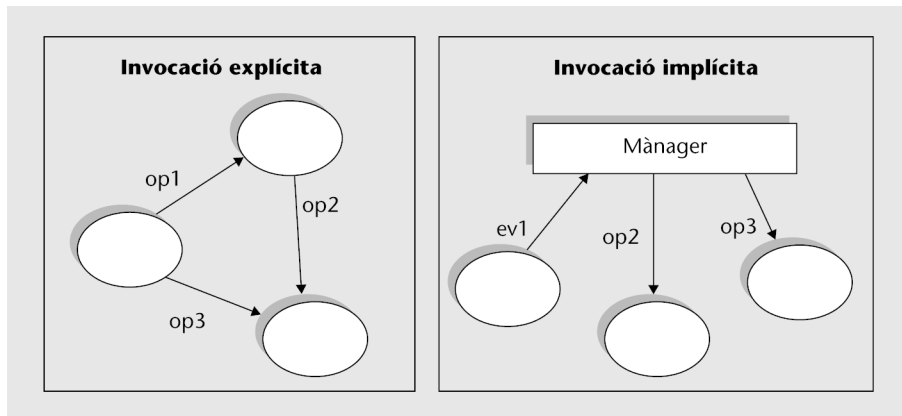 Invocació explícita
op1
op2
op3
Invocació implícita
Mànager
ev1
op2
op3